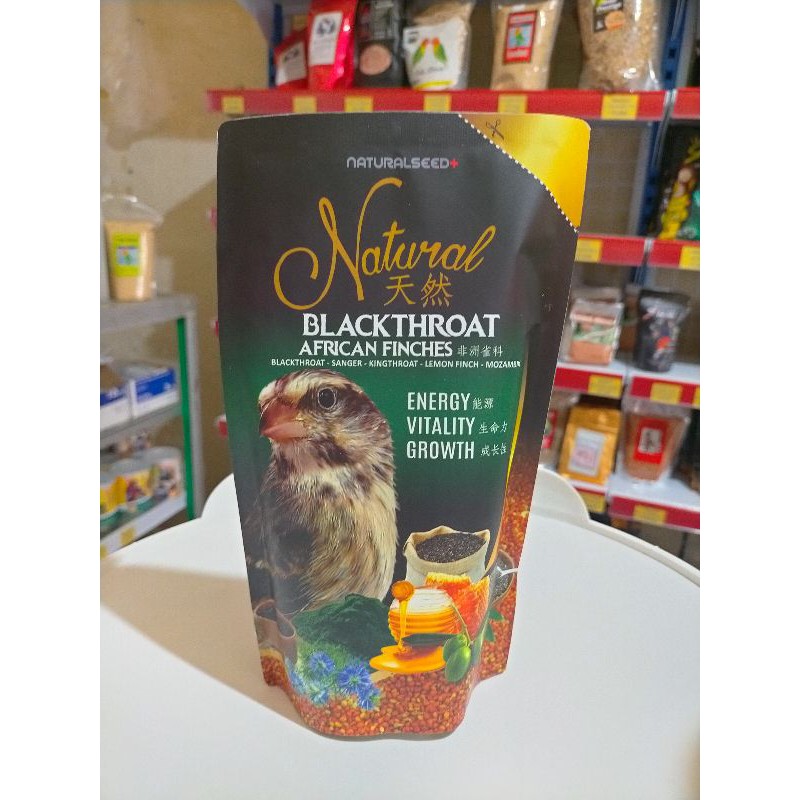 NATURALSEED+
Natural
天然
BLACKTHROAT
AFRICAN FINCHES 非洲雀科
BLACKTHROAT - SANGER - KINGTHROAT - LEMON FINCH - MOZAMB
ENERGY 能源
VITALITY 生命力
GROWTH 成长性